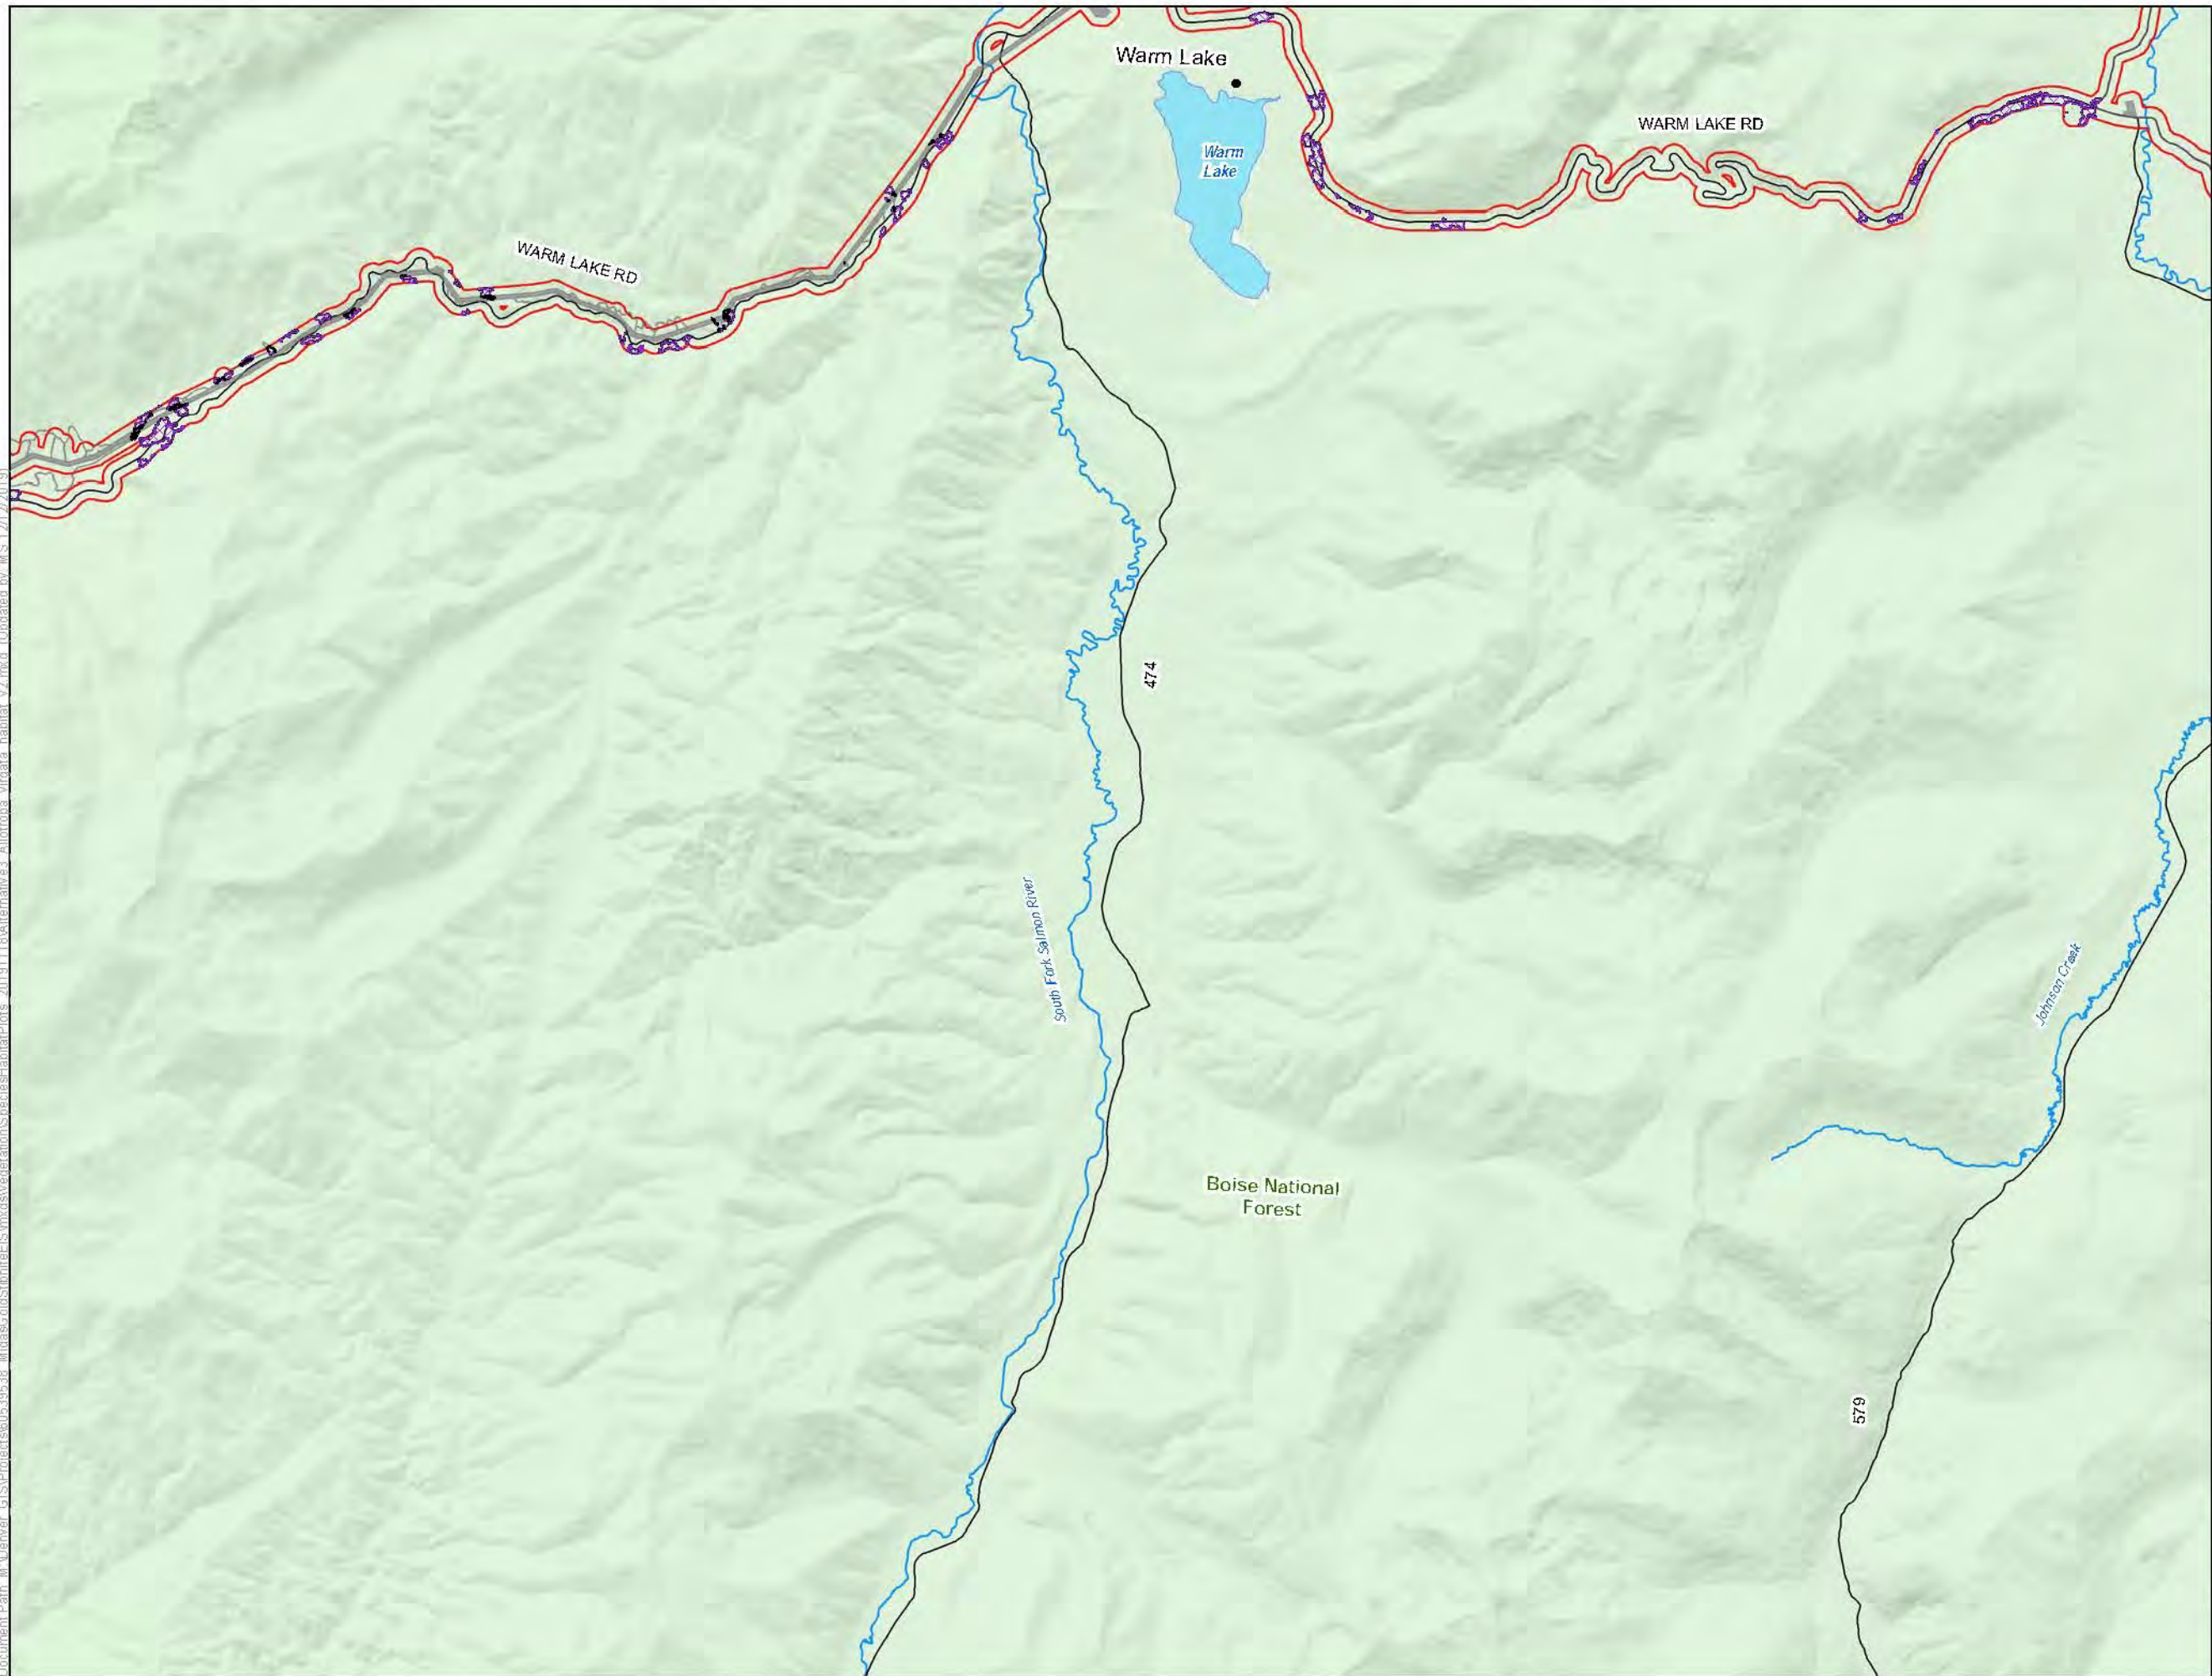 Warm Lake
WARM LAKE RD
Warm
Lake
WARM LAKE RD
474
South Fork Salmon River
Johnson Creek
Boise National
Forest
579